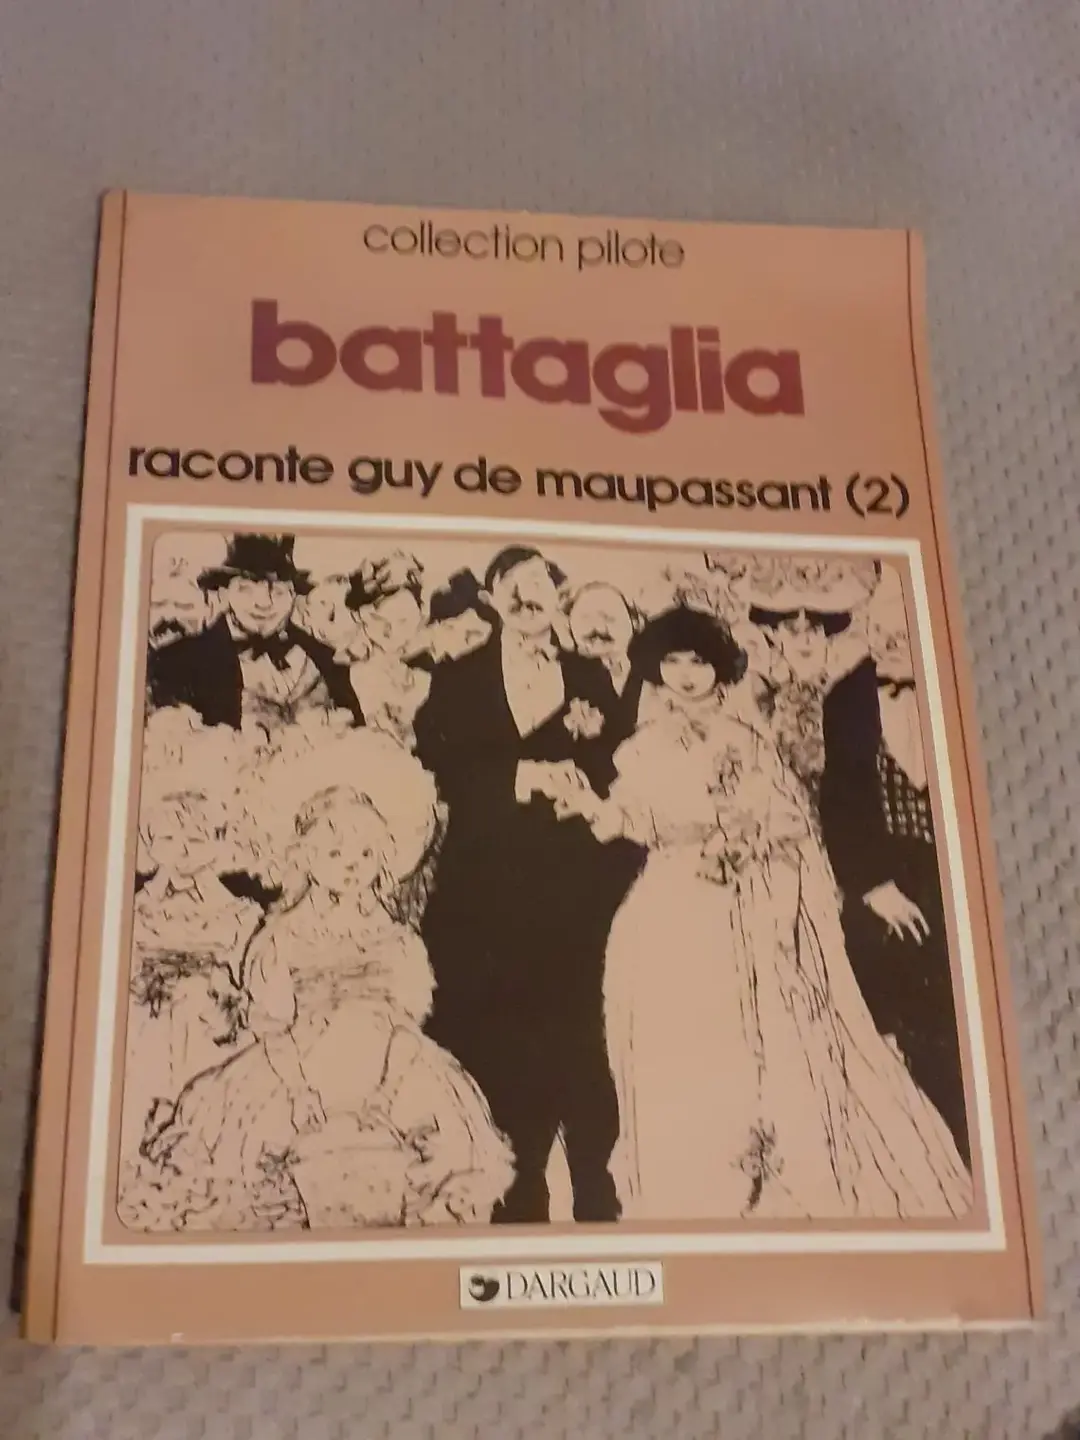 collection pilote
battaglia
raconte guy de maupassant (2)
DARGAUD